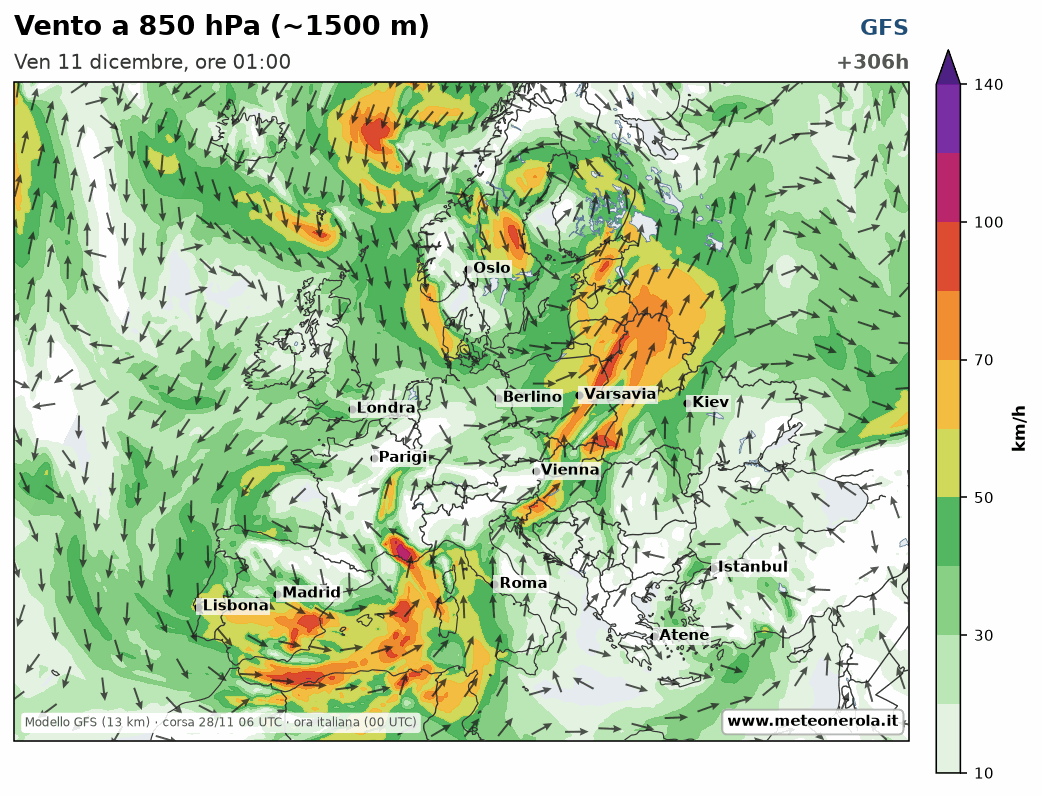 Vento a 850 hPa (~1500 m)
GFS
Ven 11 dicembre, ore 01:00
+306h
140
100
70
50
30
10
km/h
Oslo
Londra
Berlino
Varsavia
Kiev
Parigi
Vienna
Istanbul
Roma
Madrid
Lisbona
Atene
Modello GFS (13 km) · corsa 28/11 06 UTC · ora italiana (00 UTC)
www.meteonerola.it